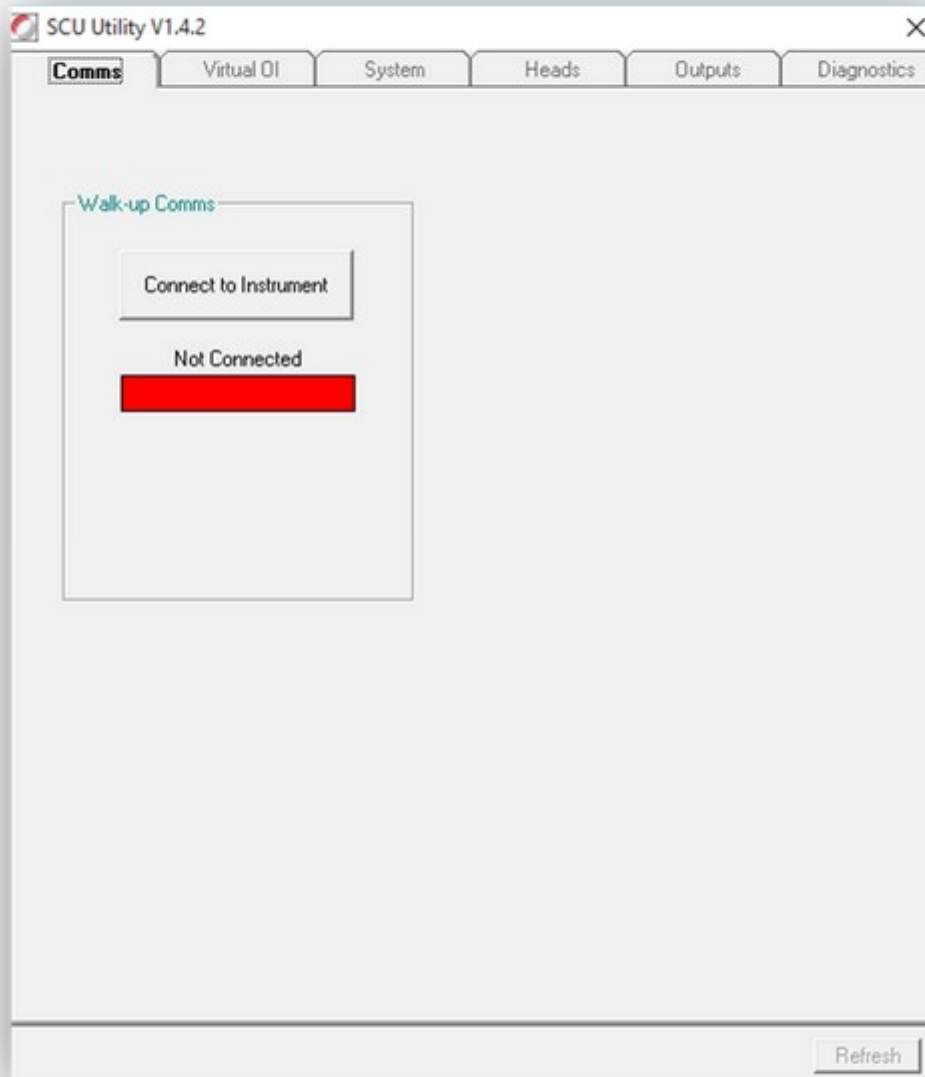 SCU Utility V1.4.2
Comms Virtual OI System Heads Outputs Diagnostics
Walk-up Comms
Connect to Instrument
Not Connected
Refresh